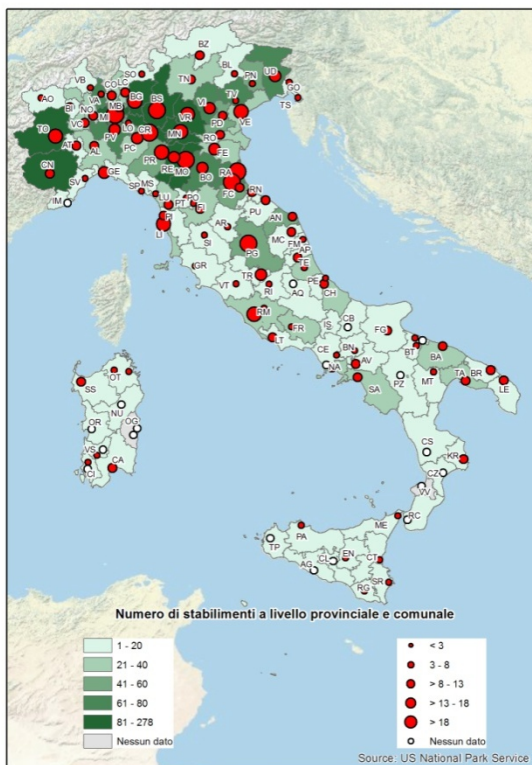 BZ
SO
BL
VB
TN
PN
UD
AO
CO
LC
GO
BI
VA
BG
TV
TS
NO
MB
BS
VI
MI
VR
PD
VE
TO
VC
LO
CR
MN
RO
PV
AT
AL
PC
FE
PR
RE
MO
BO
RA
CN
GE
FC
SV
SP
MS
RN
IM
LU
PT
PO
FI
PU
PI
AN
LI
AR
MC
SI
FM
PG
AP
GR
TE
TR
VT
RI
AQ
PE
CH
RM
FR
IS
CB
FG
LT
CE
BN
BT
BA
NA
AV
OT
SS
PZ
MT
TA
BR
SA
LE
NU
OR
OG
CS
VS
CA
KR
CI
CZ
VV
ME
RC
PA
TP
EN
CT
CL
AG
SR
RG
Numero di stabilimenti a livello provinciale e comunale
1 - 20
< 3
21 - 40
3 - 8
41 - 60
> 8 - 13
61 - 80
> 13 - 18
81 - 278
> 18
Nessun dato
Nessun dato
Source: US National Park Service